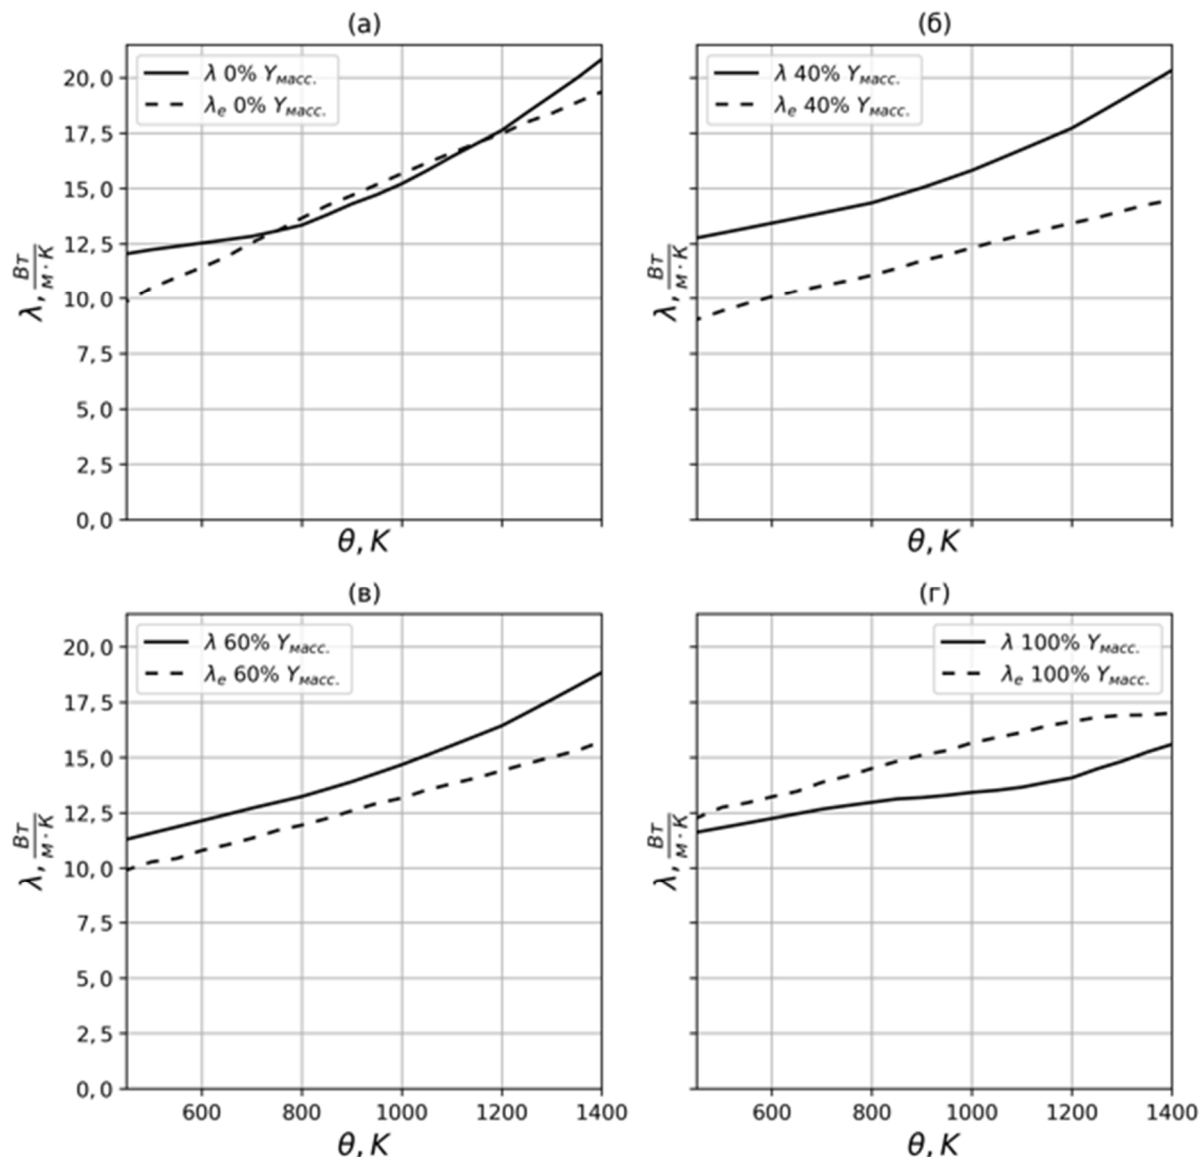 (а)
λ 0% Yмасс.
λe 0% Yмасс.
20,0
17,5
15,0
12,5
10,0
7,5
5,0
2,5
0,0
λ, Вт/м·К
θ, K
(б)
λ 40% Yмасс.
λe 40% Yмасс.
λ, Вт/м·К
θ, K
(в)
λ 60% Yмасс.
λe 60% Yмасс.
20,0
17,5
15,0
12,5
10,0
7,5
5,0
2,5
0,0
λ, Вт/м·К
600 800 1000 1200 1400
θ, K
(г)
λ 100% Yмасс.
λe 100% Yмасс.
λ, Вт/м·К
600 800 1000 1200 1400
θ, K